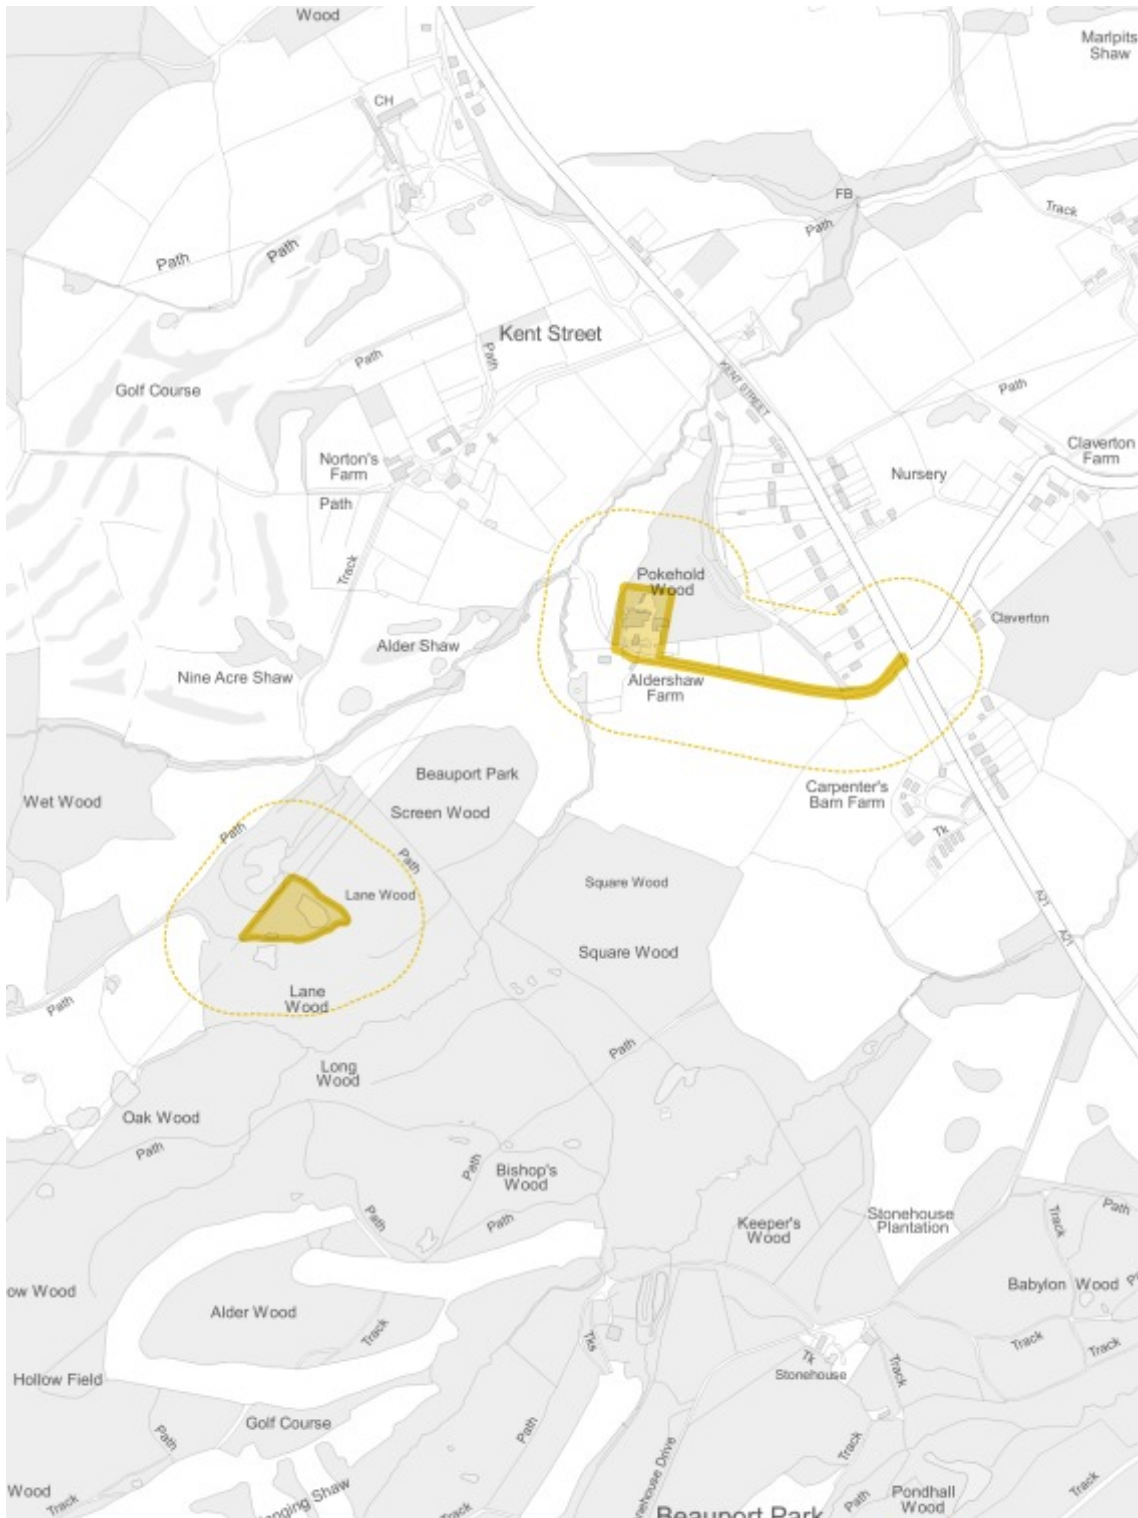 Wood
Marlpits
Shaw
CH
FB
Path
Track
Path
Path
Kent Street
Path
Path
KENT STREET
Path
Golf Course
Claverton
Farm
Norton's
Farm
Nursery
Path
Track
Pokehold
Wood
Claverton
Alder Shaw
Nine Acre Shaw
Aldershaw
Farm
Beauport Park
Wet Wood
Screen Wood
Carpenter's
Barn Farm
Path
Tk
Path
Square Wood
Lane Wood
A21
A21
Square Wood
Lane
Wood
Path
Path
Long
Wood
Oak Wood
Path
Path
Bishop's
Wood
Path
Path
Keeper's
Wood
Stonehouse
Plantation
Track
Path
ow Wood
Babylon Wood
Alder Wood
Track
Tks
Track
Track
Tk
Stonehouse
Track
Hollow Field
Golf Course
Path
Path
Track
nehouse Drive
Wood
Track
nging Shaw
Track
Path
Pondhall
Wood
Track
Beauport Park